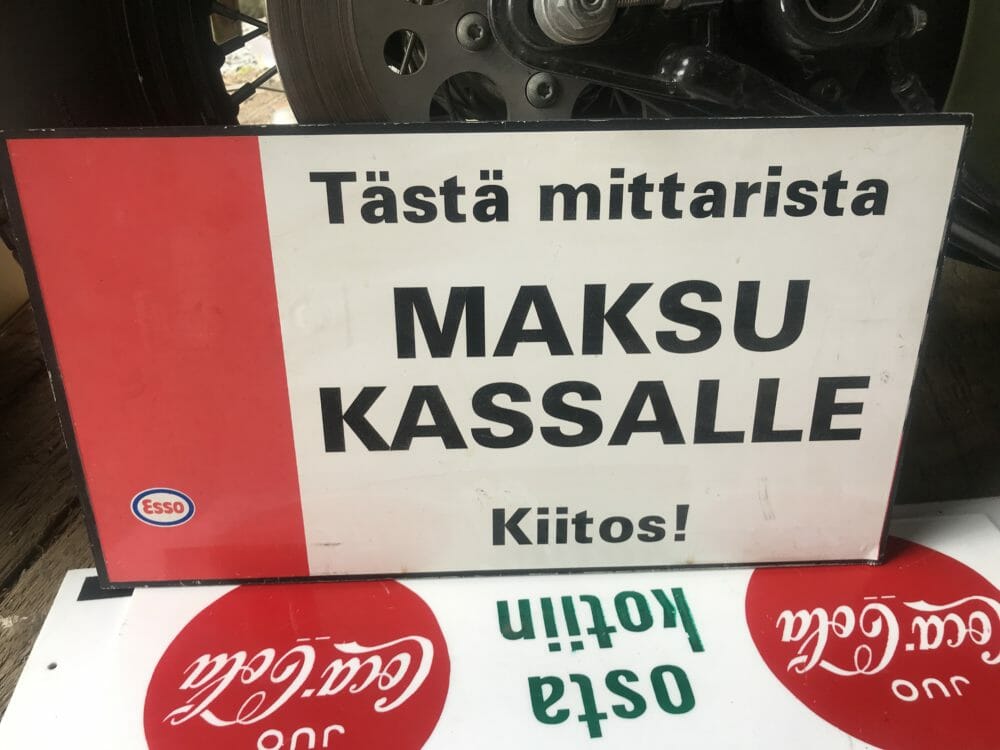 Tästä mittarista
MAKSU
KASSALLE
Kiitos!
Esso
osta
kotiin
JUO
Coca-Cola
JUO
Coca-Cola